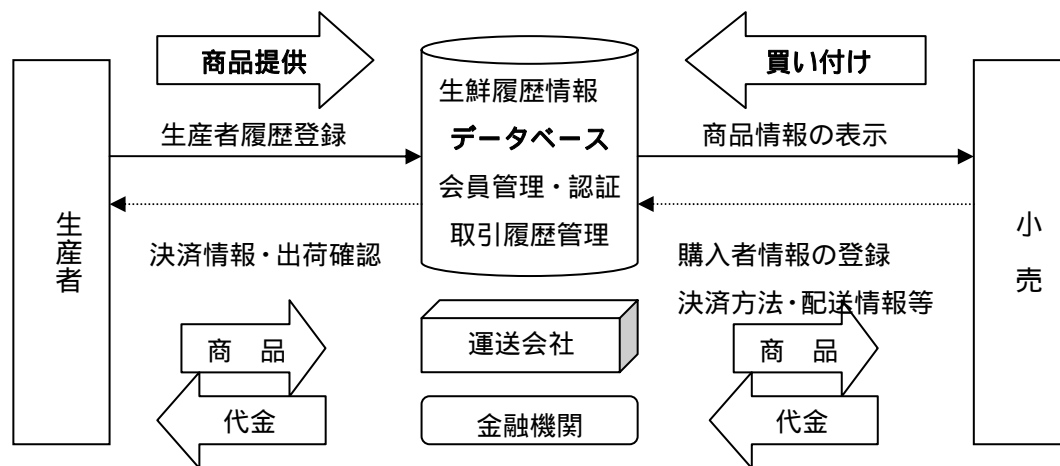 商品提供
買い付け
生鮮履歴情報
データベース
会員管理・認証
取引履歴管理
生産者履歴登録
商品情報の表示
生産者
小売
決済情報・出荷確認
購入者情報の登録
決済方法・配送情報等
商 品
運送会社
商 品
代金
金融機関
代金